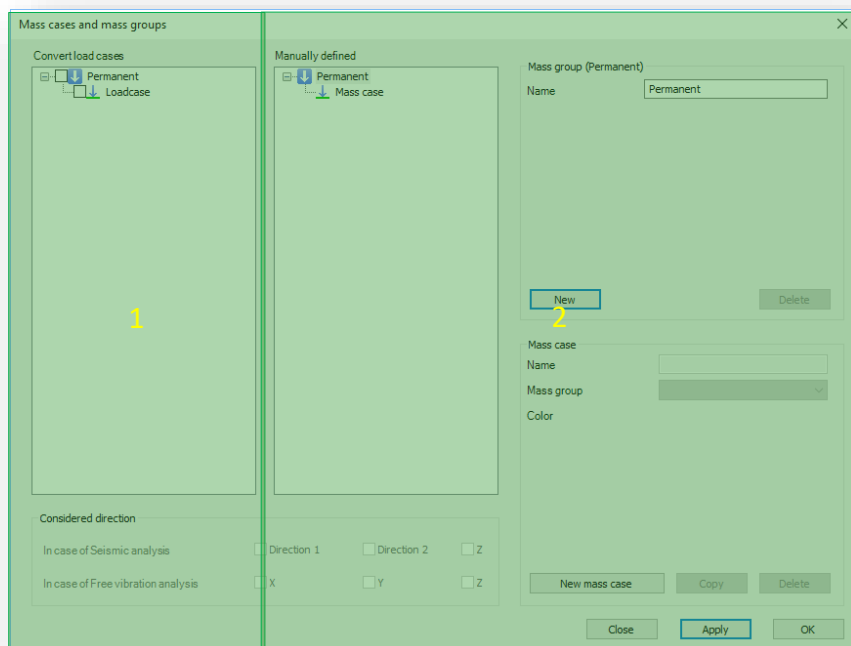 Mass cases and mass groups
Convert load cases
Permanent
Loadcase
Manually defined
Permanent
Mass case
Mass group (Permanent)
Name Permanent
New Delete
1
2
Mass case
Name
Mass group
Color
New mass case Copy Delete
Considered direction
In case of Seismic analysis Direction 1 Direction 2 Z
In case of Free vibration analysis X Y Z
Close Apply OK